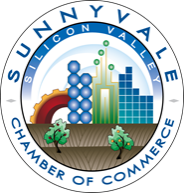 SUNNYVALE
SILICON VALLEY
CHAMBER OF COMMERCE